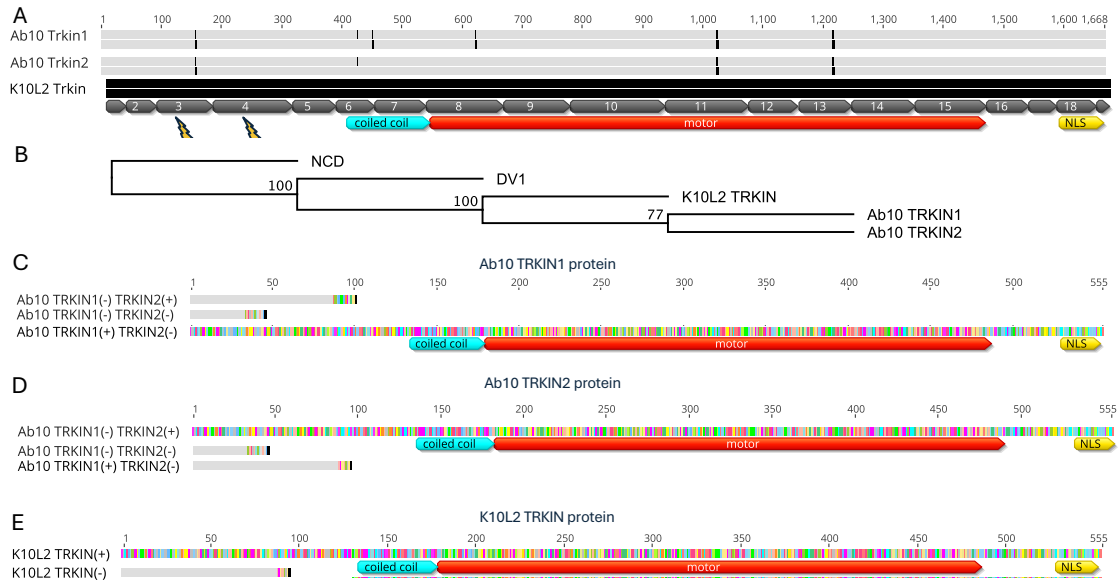 A
1 100 200 300 400 500 600 700 800 900 1,000 1,100 1,200 1,300 1,400 1,500 1,600 1,668
Ab10 Trkin1
Ab10 Trkin2
K10L2 Trkin
2 3 4 5 6 7 8 9 10 11 12 13 14 15 16 18
coiled coil motor NLS
B
NCD
100 DV1
100 K10L2 TRKIN
77 Ab10 TRKIN1
Ab10 TRKIN2
C
Ab10 TRKIN1 protein
1 50 100 150 200 250 300 350 400 450 500 555
Ab10 TRKIN1(-) TRKIN2(+)
Ab10 TRKIN1(-) TRKIN2(-)
Ab10 TRKIN1(+) TRKIN2(-)
coiled coil motor NLS
D
Ab10 TRKIN2 protein
1 50 100 150 200 250 300 350 400 450 500 555
Ab10 TRKIN1(-) TRKIN2(+)
coiled coil motor NLS
Ab10 TRKIN1(-) TRKIN2(-)
Ab10 TRKIN1(+) TRKIN2(-)
E
K10L2 TRKIN protein
1 50 100 150 200 250 300 350 400 450 500 555
K10L2 TRKIN(+)
K10L2 TRKIN(-)
coiled coil motor NLS